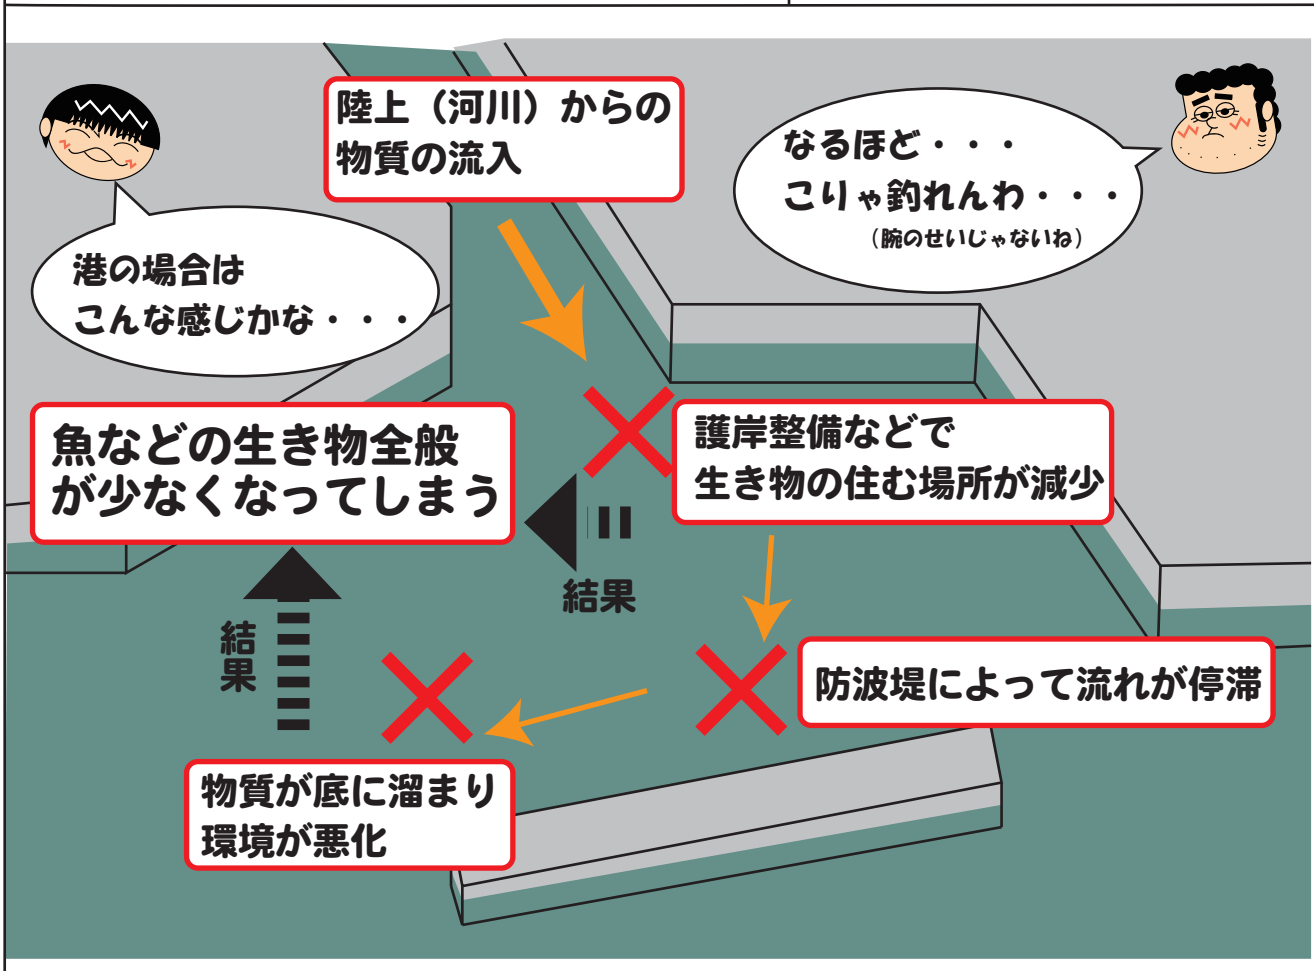 陸上（河川）からの
物質の流入
なるほど・・・
こりゃ釣れんわ・・・
（腕のせいじゃないね）
港の場合は
こんな感じかな・・・
魚などの生き物全般
が少なくなってしまう
護岸整備などで
生き物の住む場所が減少
結果
結果
防波堤によって流れが停滞
物質が底に溜まり
環境が悪化